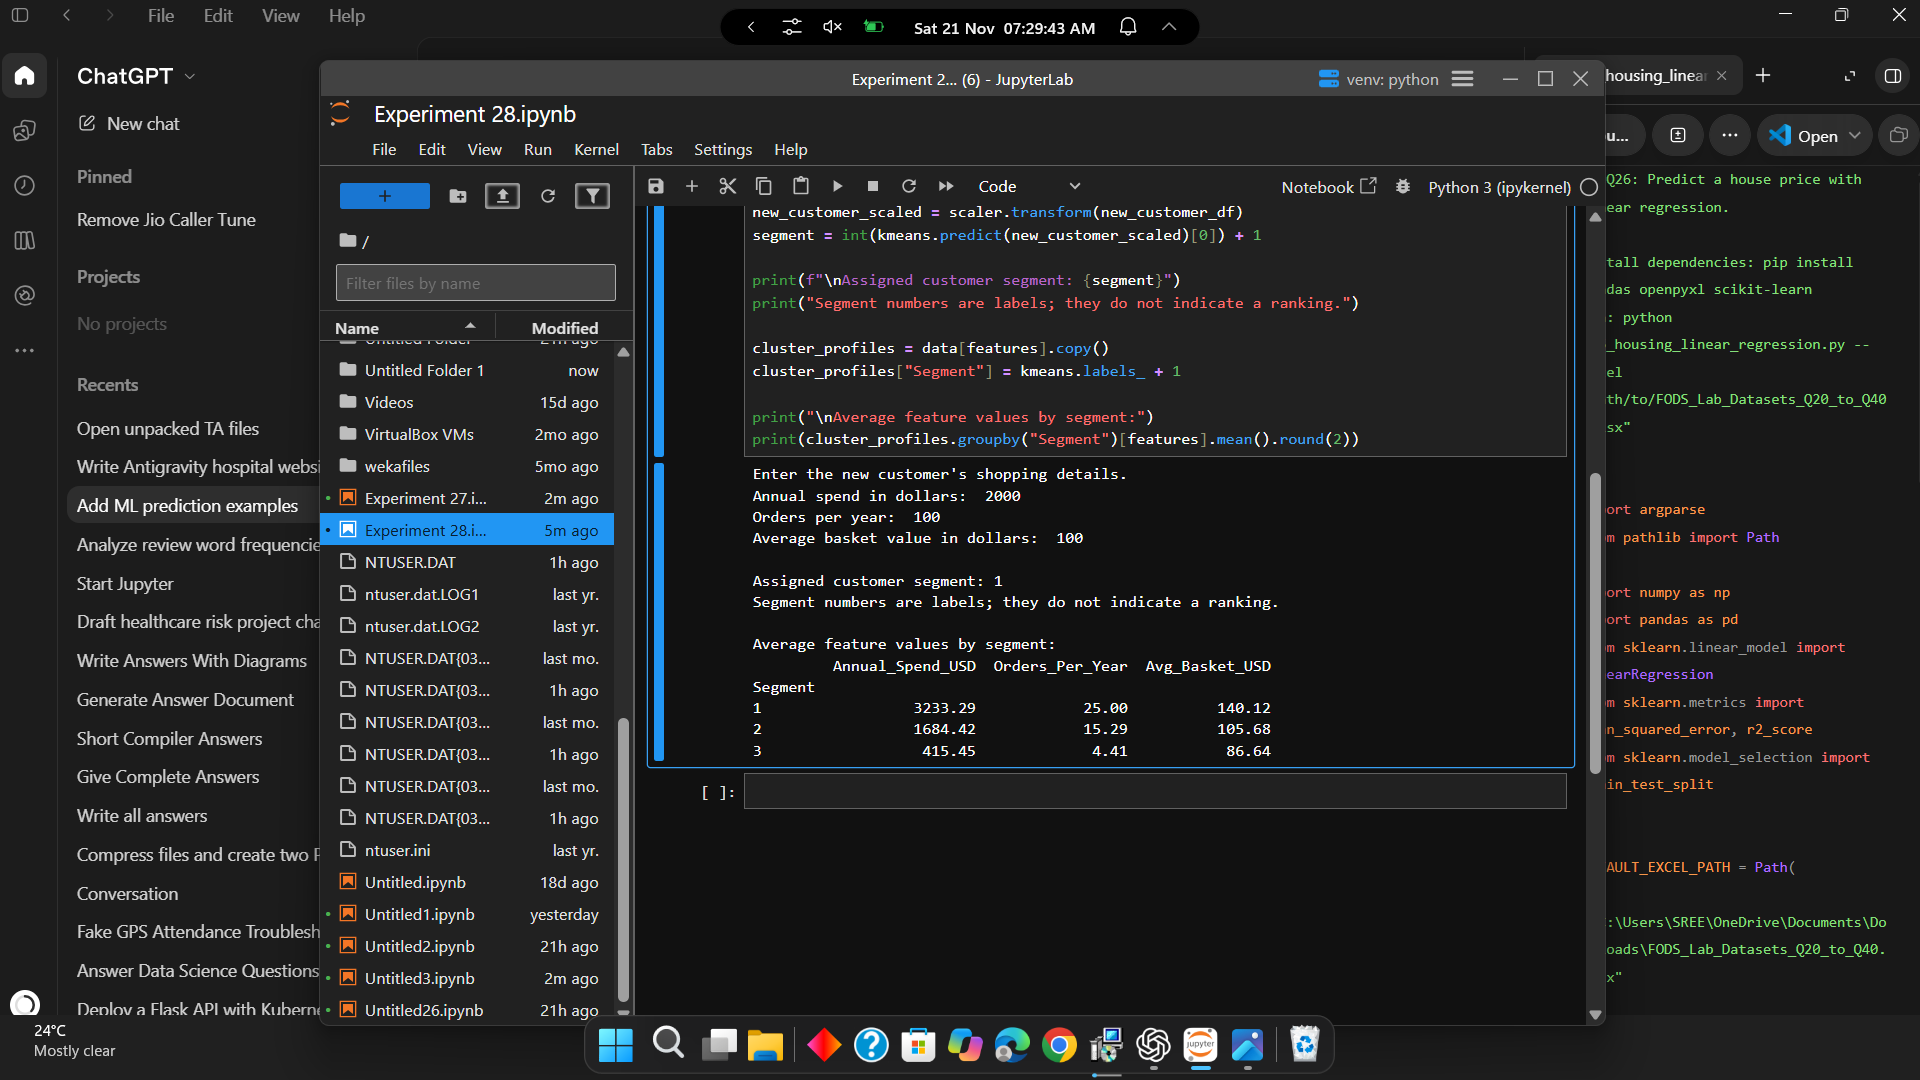 File Edit View Help
Sat 21 Nov 07:29:43 AM
ChatGPT
New chat
Pinned
Remove Jio Caller Tune
Projects
No projects
Recents
Open unpacked TA files
Write Antigravity hospital websi
Add ML prediction examples
Analyze review word frequencie
Start Jupyter
Draft healthcare risk project cha
Write Answers With Diagrams
Generate Answer Document
Short Compiler Answers
Give Complete Answers
Write all answers
Compress files and create two P
Conversation
Fake GPS Attendance Troublesh
Answer Data Science Questions
Deploy a Flask API with Kuberne
24°C
Mostly clear
Experiment 2... (6) - JupyterLab
venv: python
Experiment 28.ipynb
File Edit View Run Kernel Tabs Settings Help
Code
Notebook
Python 3 (ipykernel)
/
Filter files by name
Name Modified
Untitled Folder 21h ago
Untitled Folder 1 now
Videos 15d ago
VirtualBox VMs 2mo ago
wekafiles 5mo ago
Experiment 27.i... 2m ago
Experiment 28.i... 5m ago
NTUSER.DAT 1h ago
ntuser.dat.LOG1 last yr.
ntuser.dat.LOG2 last yr.
NTUSER.DAT{03... last mo.
NTUSER.DAT{03... 1h ago
NTUSER.DAT{03... last mo.
NTUSER.DAT{03... 1h ago
NTUSER.DAT{03... last mo.
NTUSER.DAT{03... 1h ago
ntuser.ini last yr.
Untitled.ipynb 18d ago
Untitled1.ipynb yesterday
Untitled2.ipynb 21h ago
Untitled3.ipynb 2m ago
Untitled26.ipynb 21h ago
new_customer_scaled = scaler.transform(new_customer_df)
segment = int(kmeans.predict(new_customer_scaled)[0]) + 1
print(f"\nAssigned customer segment: {segment}")
print("Segment numbers are labels; they do not indicate a ranking.")
cluster_profiles = data[features].copy()
cluster_profiles["Segment"] = kmeans.labels_ + 1
print("\nAverage feature values by segment:")
print(cluster_profiles.groupby("Segment")[features].mean().round(2))
Enter the new customer's shopping details.
Annual spend in dollars: 2000
Orders per year: 100
Average basket value in dollars: 100
Assigned customer segment: 1
Segment numbers are labels; they do not indicate a ranking.
Average feature values by segment:
Annual_Spend_USD Orders_Per_Year Avg_Basket_USD
Segment
1 3233.29 25.00 140.12
2 1684.42 15.29 105.68
3 415.45 4.41 86.64
[ ]:
housing_linear
u...
Open
Q26: Predict a house price with
ear regression.
tall dependencies: pip install
das openpyxl scikit-learn
: python
_housing_linear_regression.py --
el
th/to/FODS_Lab_Datasets_Q20_to_Q40
sx"
ort argparse
m pathlib import Path
ort numpy as np
ort pandas as pd
m sklearn.linear_model import
earRegression
m sklearn.metrics import
n_squared_error, r2_score
m sklearn.model_selection import
in_test_split
AULT_EXCEL_PATH = Path(
:\Users\SREE\OneDrive\Documents\Do
oads\FODS_Lab_Datasets_Q20_to_Q40.
x"
jupyter